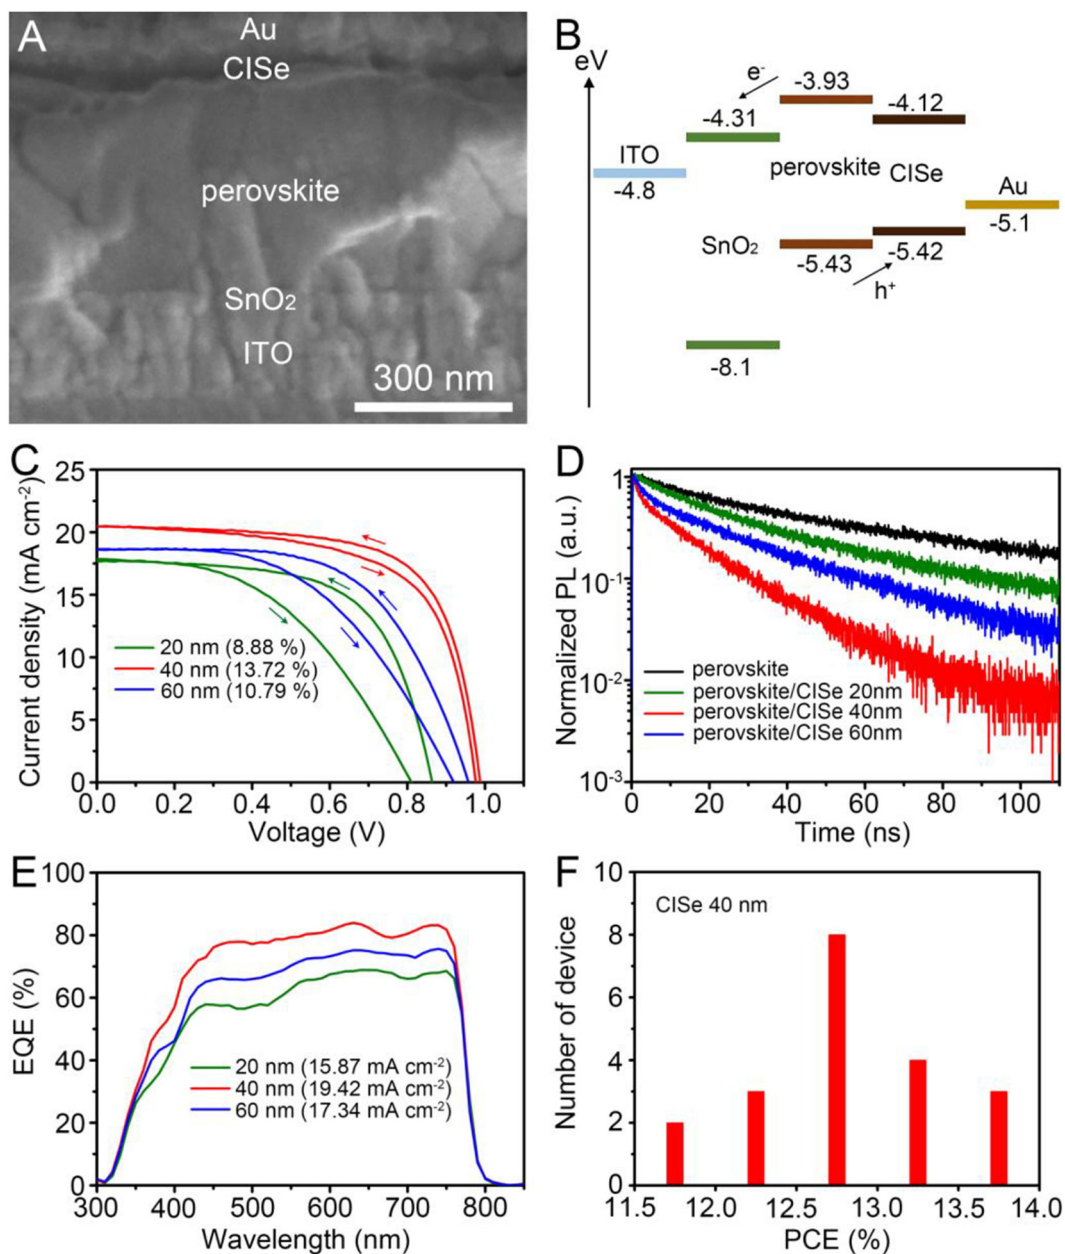 A
Au
CISe
perovskite
SnO2
ITO
300 nm
B
eV
e-
-3.93
-4.31
-4.12
ITO
-4.8
perovskite
CISe
Au
-5.1
SnO2
-5.43
-5.42
h+
-8.1
C
Current density (mA cm-2)
25
20
15
10
5
0
20 nm (8.88 %)
40 nm (13.72 %)
60 nm (10.79 %)
0.0 0.2 0.4 0.6 0.8 1.0
Voltage (V)
D
Normalized PL (a.u.)
1
10-1
10-2
10-3
perovskite
perovskite/CISe 20nm
perovskite/CISe 40nm
perovskite/CISe 60nm
0 20 40 60 80 100
Time (ns)
E
EQE (%)
100
80
60
40
20
0
20 nm (15.87 mA cm-2)
40 nm (19.42 mA cm-2)
60 nm (17.34 mA cm-2)
300 400 500 600 700 800
Wavelength (nm)
F
Number of device
10
8
6
4
2
0
CISe 40 nm
11.5 12.0 12.5 13.0 13.5 14.0
PCE (%)